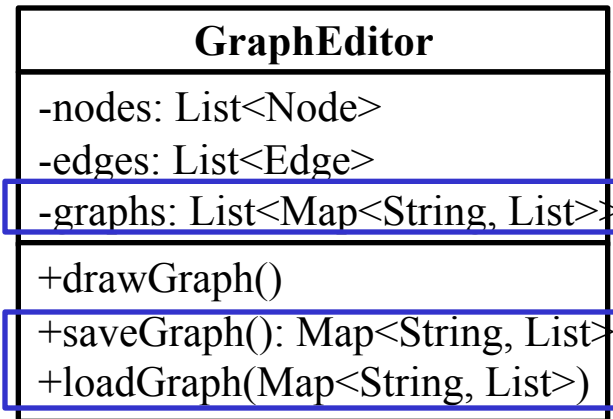 GraphEditor
-nodes: List<Node>
-edges: List<Edge>
-graphs: List<Map<String, List>>
+drawGraph()
+saveGraph(): Map<String, List>
+loadGraph(Map<String, List>)